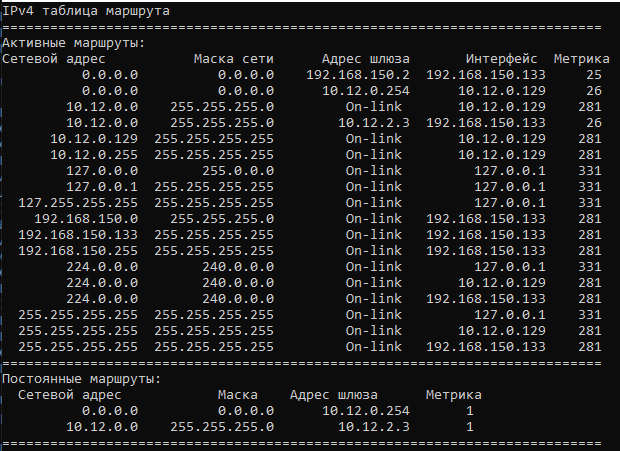 IPv4 таблица маршрута
===========================================================================
Активные маршруты:
Сетевой адрес           Маска сети      Адрес шлюза       Интерфейс  Метрика
          0.0.0.0          0.0.0.0    192.168.150.2  192.168.150.133     25
          0.0.0.0          0.0.0.0      10.12.0.254      10.12.0.129     26
        10.12.0.0    255.255.255.0         On-link       10.12.0.129    281
        10.12.0.0    255.255.255.0        10.12.2.3  192.168.150.133     26
      10.12.0.129  255.255.255.255         On-link       10.12.0.129    281
      10.12.0.255  255.255.255.255         On-link       10.12.0.129    281
        127.0.0.0        255.0.0.0         On-link         127.0.0.1    331
        127.0.0.1  255.255.255.255         On-link         127.0.0.1    331
  127.255.255.255  255.255.255.255         On-link         127.0.0.1    331
    192.168.150.0    255.255.255.0         On-link   192.168.150.133    281
  192.168.150.133  255.255.255.255         On-link   192.168.150.133    281
  192.168.150.255  255.255.255.255         On-link   192.168.150.133    281
        224.0.0.0        240.0.0.0         On-link         127.0.0.1    331
        224.0.0.0        240.0.0.0         On-link       10.12.0.129    281
        224.0.0.0        240.0.0.0         On-link   192.168.150.133    281
  255.255.255.255  255.255.255.255         On-link         127.0.0.1    331
  255.255.255.255  255.255.255.255         On-link       10.12.0.129    281
  255.255.255.255  255.255.255.255         On-link   192.168.150.133    281
===========================================================================
Постоянные маршруты:
  Сетевой адрес            Маска    Адрес шлюза      Метрика
          0.0.0.0          0.0.0.0      10.12.0.254       1
        10.12.0.0    255.255.255.0        10.12.2.3       1
===========================================================================